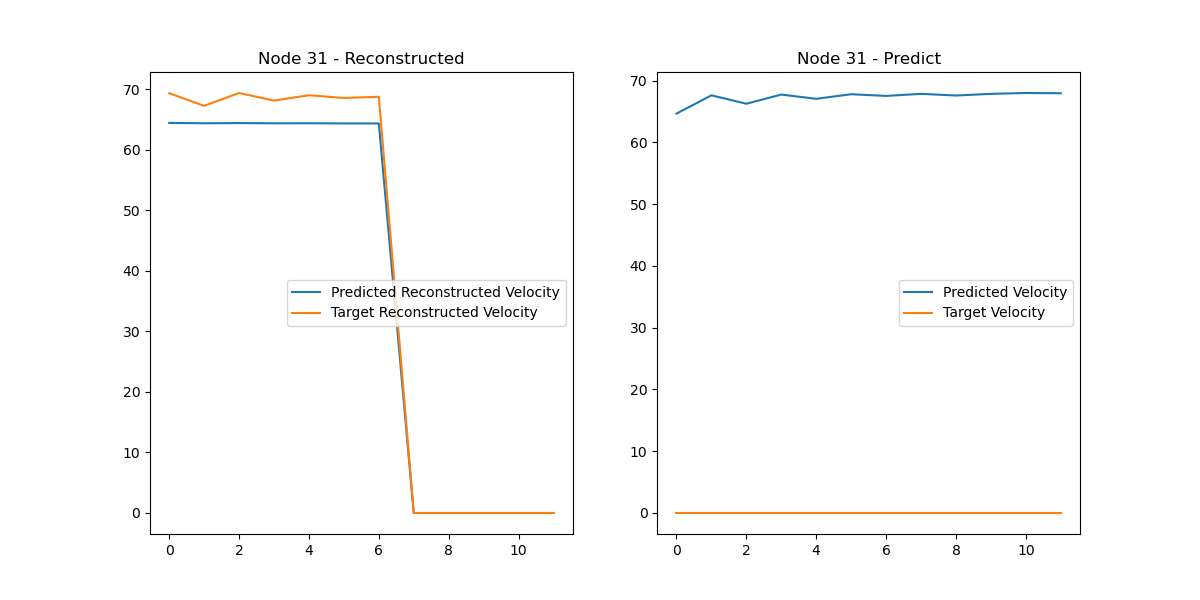 Node 31 - Reconstructed
70
60
50
40
30
20
10
0
0 2 4 6 8 10
Predicted Reconstructed Velocity
Target Reconstructed Velocity
Node 31 - Predict
70
60
50
40
30
20
10
0
0 2 4 6 8 10
Predicted Velocity
Target Velocity